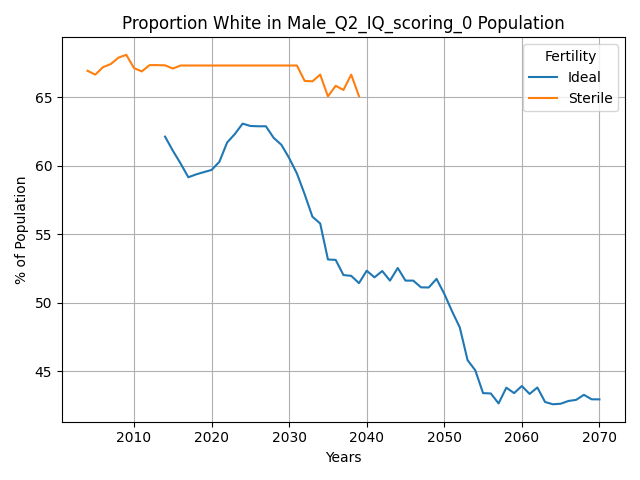 Proportion White in Male_Q2_IQ_scoring_0 Population
Fertility
Ideal
Sterile
% of Population
65
60
55
50
45
2010 2020 2030 2040 2050 2060 2070
Years